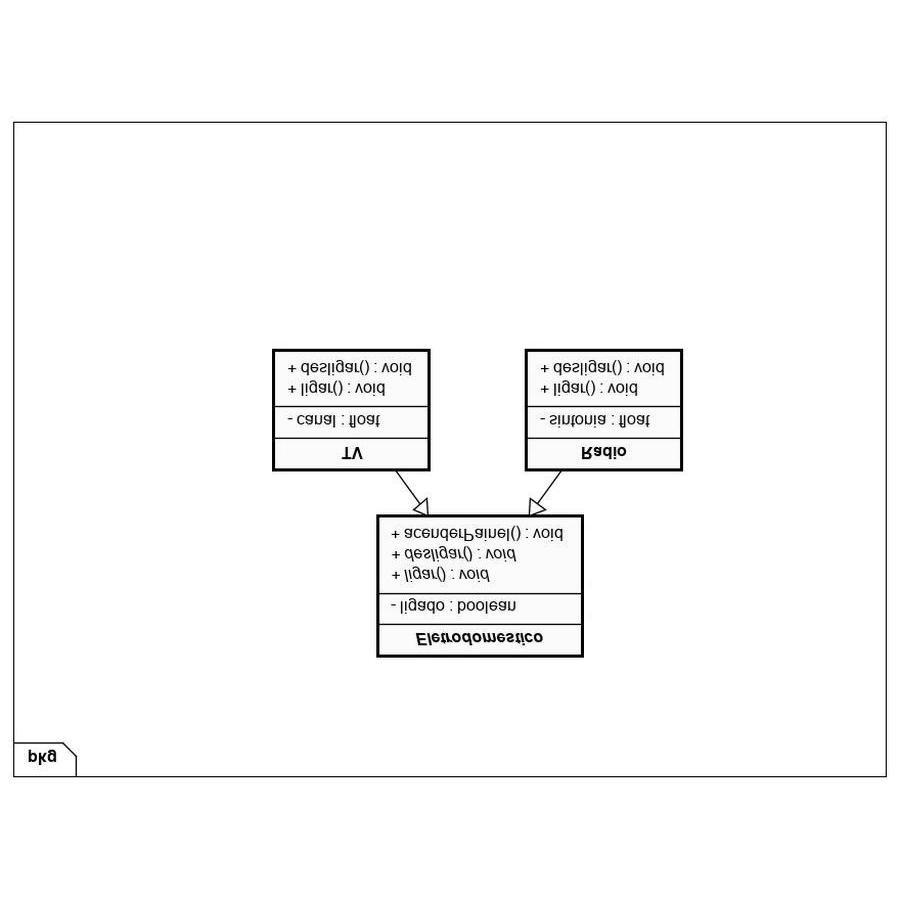 pkg
Eletrodomestico
- ligado : boolean
+ ligar() : void
+ desligar() : void
+ acenderPainel() : void
TV
- canal : float
+ ligar() : void
+ desligar() : void
Radio
- sintonia : float
+ ligar() : void
+ desligar() : void